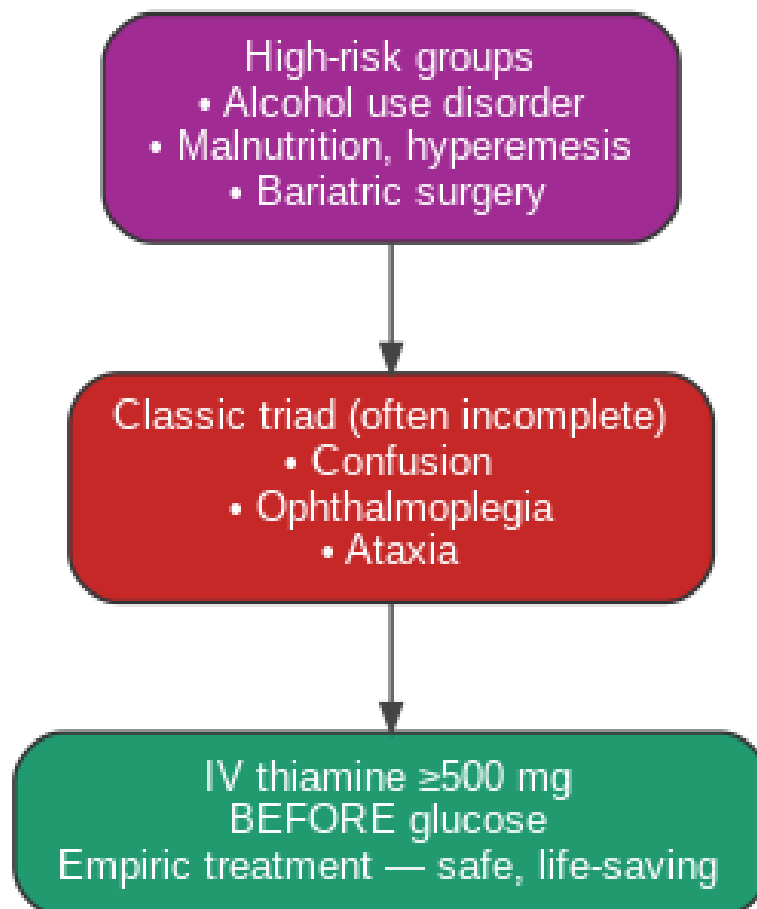 High-risk groups
• Alcohol use disorder
• Malnutrition, hyperemesis
• Bariatric surgery
Classic triad (often incomplete)
• Confusion
• Ophthalmoplegia
• Ataxia
IV thiamine ≥500 mg
BEFORE glucose
Empiric treatment — safe, life-saving